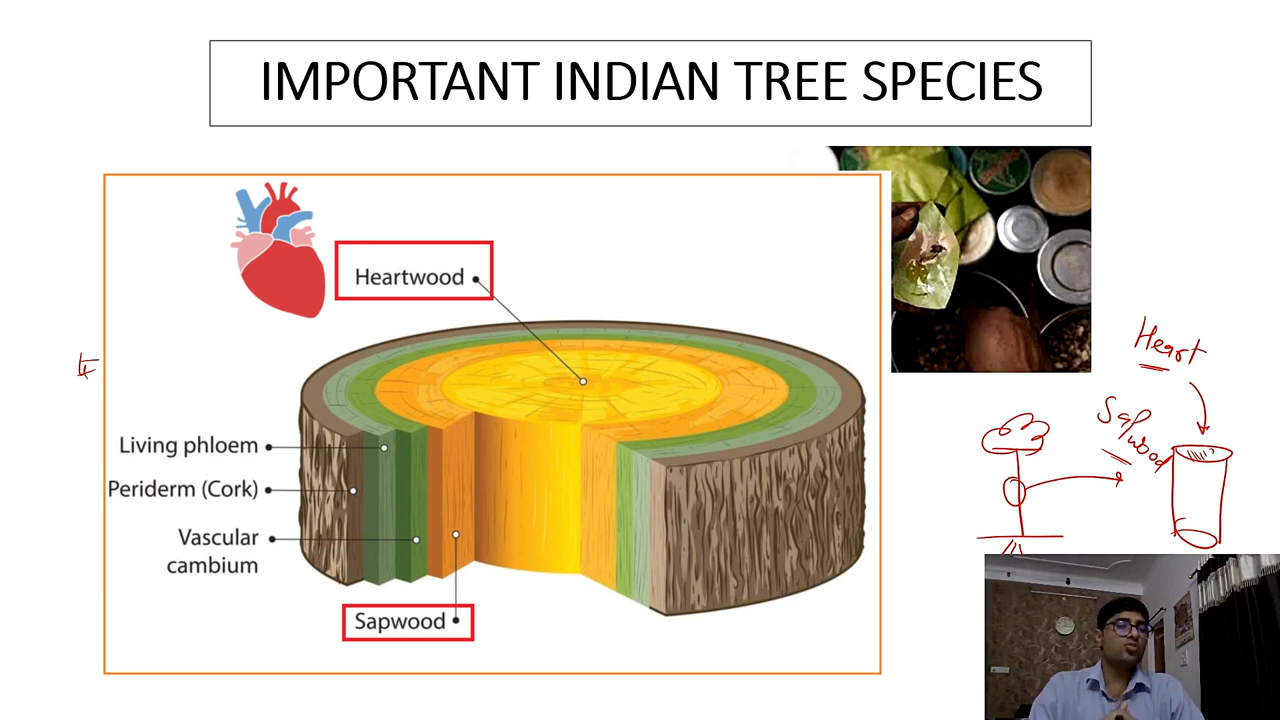 IMPORTANT INDIAN TREE SPECIES
Heartwood
Heart
Sapwood
Living phloem
Periderm (Cork)
Vascular
cambium
Sapwood